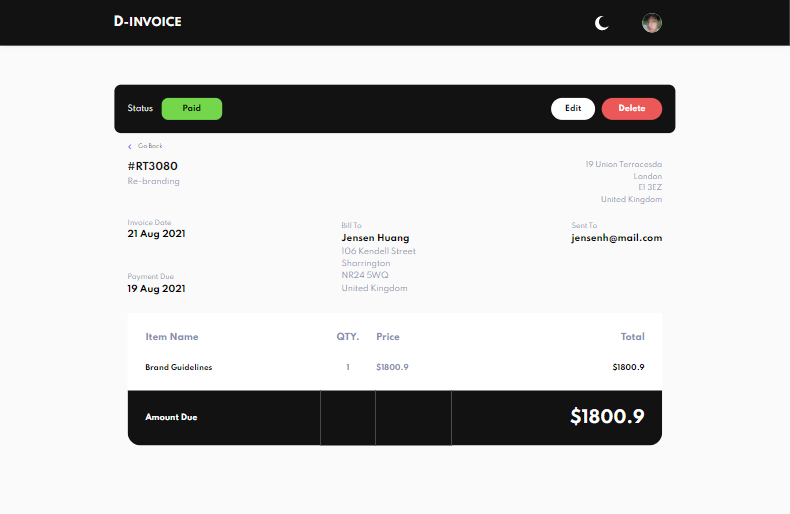 D-INVOICE
Status Paid Edit Delete
Go Back
#RT3080
Re-branding
19 Union Terracesda
London
E1 3EZ
United Kingdom
Invoice Date
21 Aug 2021
Payment Due
19 Aug 2021
Bill To
Jensen Huang
106 Kendell Street
Sharrington
NR24 5WQ
United Kingdom
Sent To
jensenh@mail.com
Item Name QTY. Price Total
Brand Guidelines 1 $1800.9 $1800.9
Amount Due $1800.9